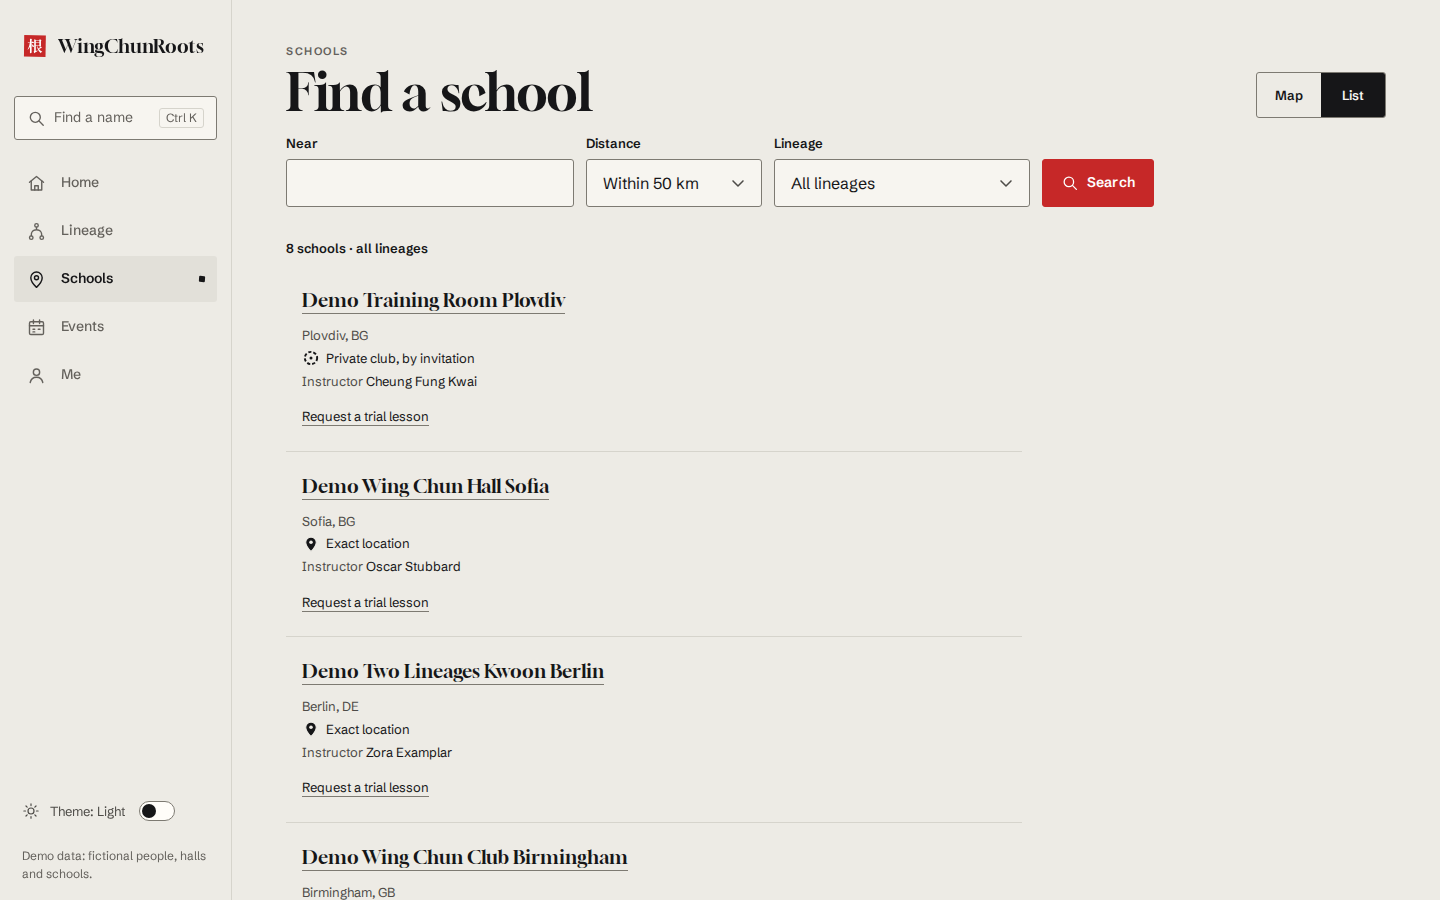 根 WingChunRoots
Find a name Ctrl K
Home
Lineage
Schools
Events
Me
Theme: Light
Demo data: fictional people, halls
and schools.
SCHOOLS
Find a school
Map List
Near Distance Lineage
Within 50 km All lineages Search
8 schools · all lineages
Demo Training Room Plovdiv
Plovdiv, BG
Private club, by invitation
Instructor Cheung Fung Kwai
Request a trial lesson
Demo Wing Chun Hall Sofia
Sofia, BG
Exact location
Instructor Oscar Stubbard
Request a trial lesson
Demo Two Lineages Kwoon Berlin
Berlin, DE
Exact location
Instructor Zora Examplar
Request a trial lesson
Demo Wing Chun Club Birmingham
Birmingham, GB